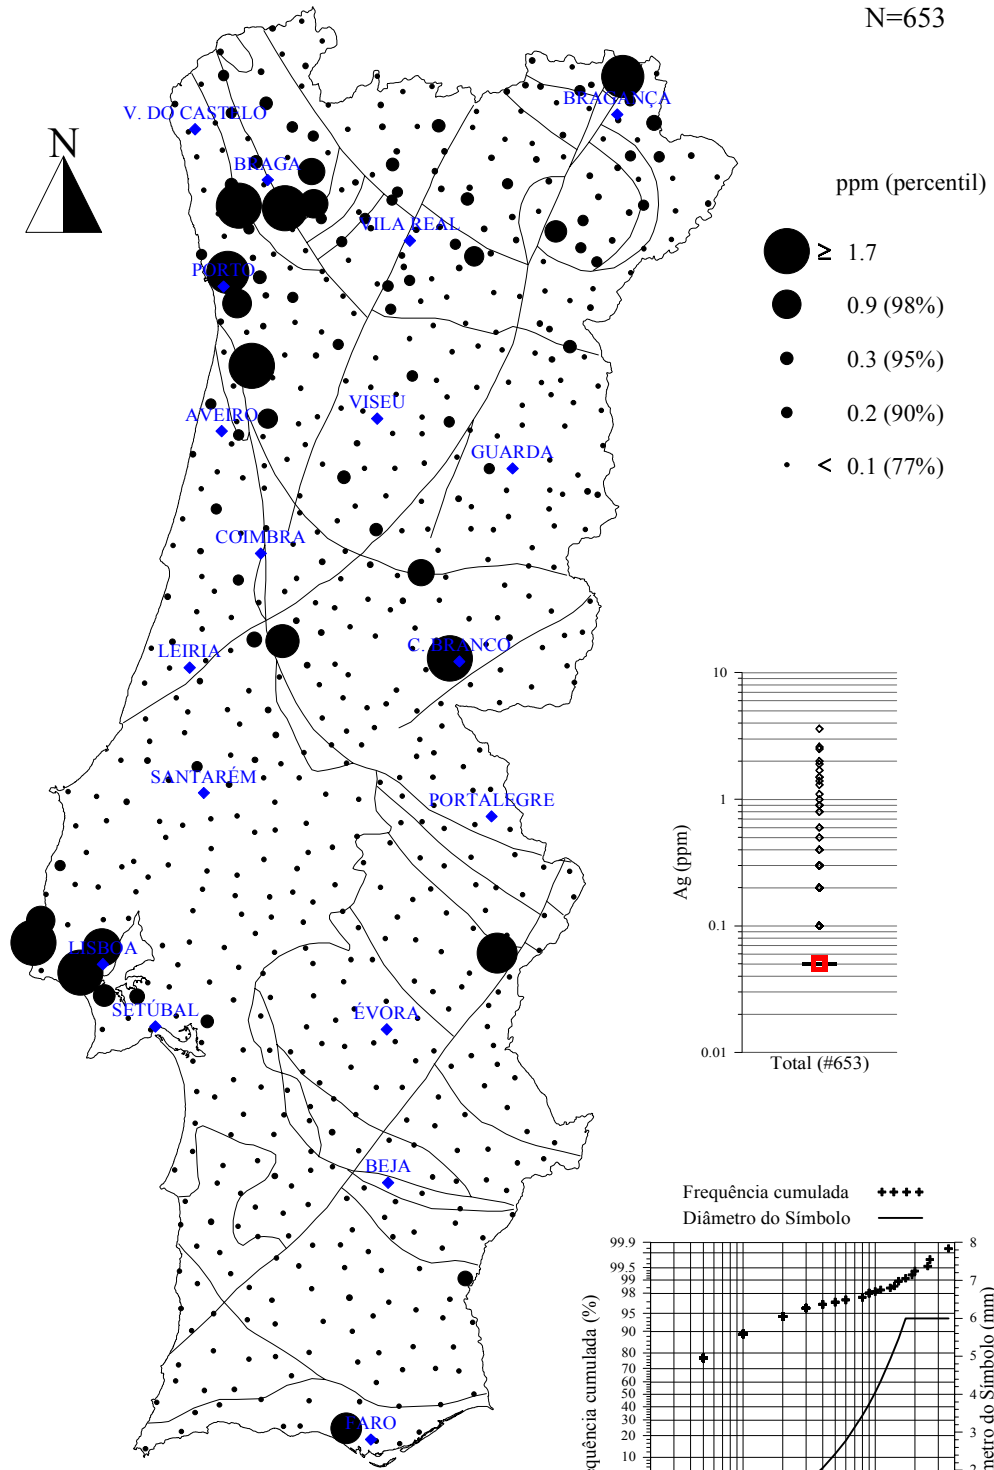 N=653
BRAGANÇA
V. DO CASTELO
N
BRAGA
ppm (percentil)
VILA REAL
≥ 1.7
PORTO
0.9 (98%)
0.3 (95%)
VISEU
AVEIRO
0.2 (90%)
GUARDA
< 0.1 (77%)
COIMBRA
C. BRANCO
LEIRIA
10
SANTARÉM
PORTALEGRE
1
Ag (ppm)
0.1
LISBOA
SETÚBAL
ÉVORA
0.01
Total (#653)
BEJA
Frequência cumulada
Diâmetro do Símbolo
99.9
99.5
99
98
95
90
80
70
60
50
40
30
20
10
8
7
6
5
4
3
2
FARO